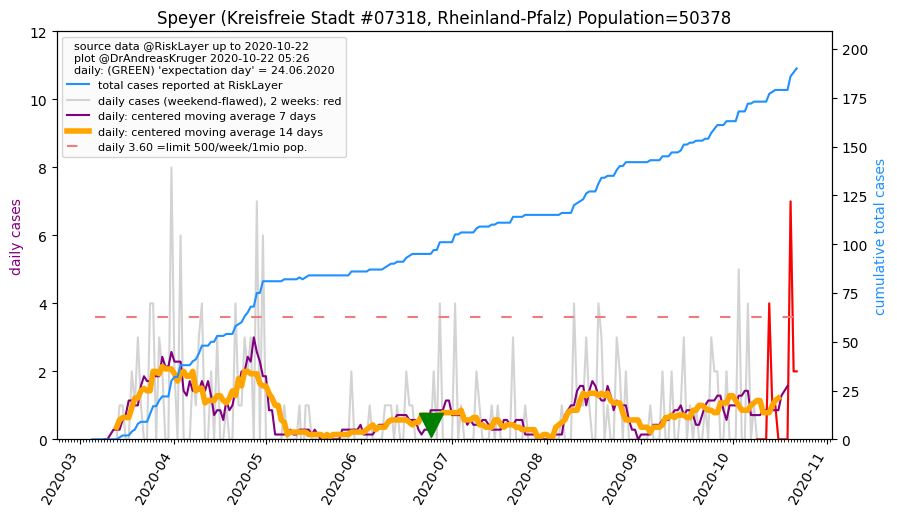 Speyer (Kreisfreie Stadt #07318, Rheinland-Pfalz) Population=50378
source data @RiskLayer up to 2020-10-22
plot @DrAndreasKruger 2020-10-22 05:26
daily: (GREEN) 'expectation day' = 24.06.2020
total cases reported at RiskLayer
daily cases (weekend-flawed), 2 weeks: red
daily: centered moving average 7 days
daily: centered moving average 14 days
daily 3.60 =limit 500/week/1mio pop.
daily cases
12
10
8
6
4
2
0
cumulative total cases
200
175
150
125
100
75
50
25
0
2020-03
2020-04
2020-05
2020-06
2020-07
2020-08
2020-09
2020-10
2020-11